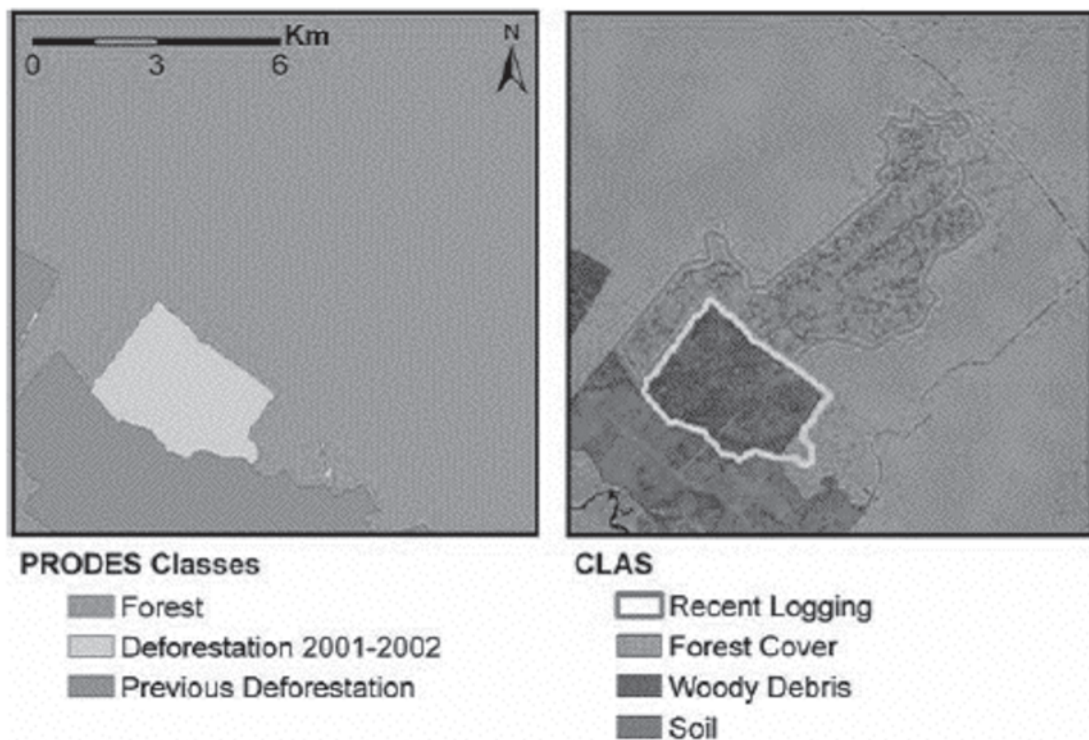 Km
0 3 6
N
PRODES Classes
Forest
Deforestation 2001-2002
Previous Deforestation
CLAS
Recent Logging
Forest Cover
Woody Debris
Soil